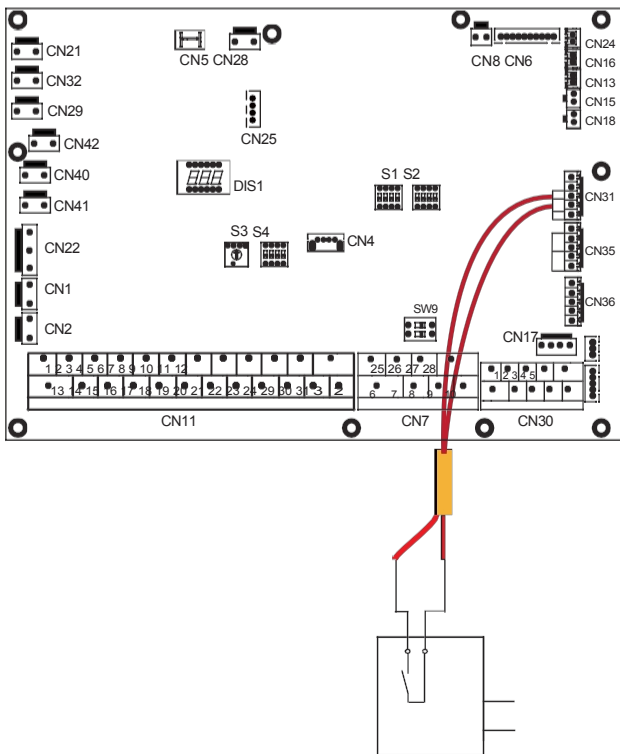 CN21
CN32
CN29
CN42
CN40
CN41
CN22
CN1
CN2
CN5 CN28
CN25
DIS1
S3 S4
CN4
S1 S2
SW9
CN8 CN6
CN24
CN16
CN13
CN15
CN18
CN31
CN35
CN36
CN17
1 2 3 4 5 6 7 8 9 10 11 12
13 14 15 16 17 18 19 20 21 22 23 24 29 30 31 3 2
CN11
25 26 27 28
6 7 8 9 10
CN7
1 2 3 4 5
CN30